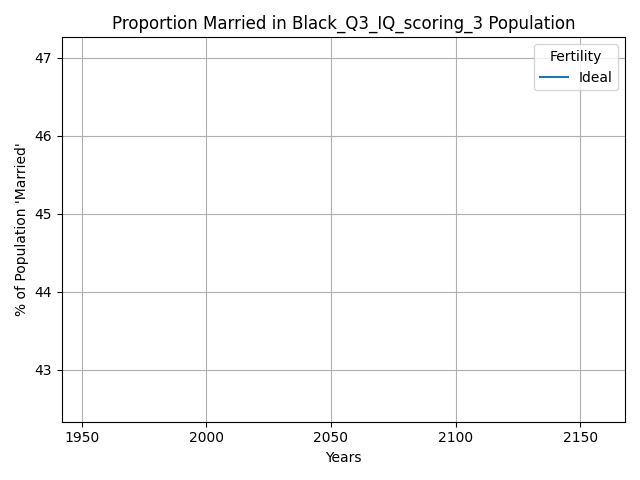 Proportion Married in Black_Q3_IQ_scoring_3 Population
Fertility
Ideal
% of Population 'Married'
47
46
45
44
43
1950 2000 2050 2100 2150
Years